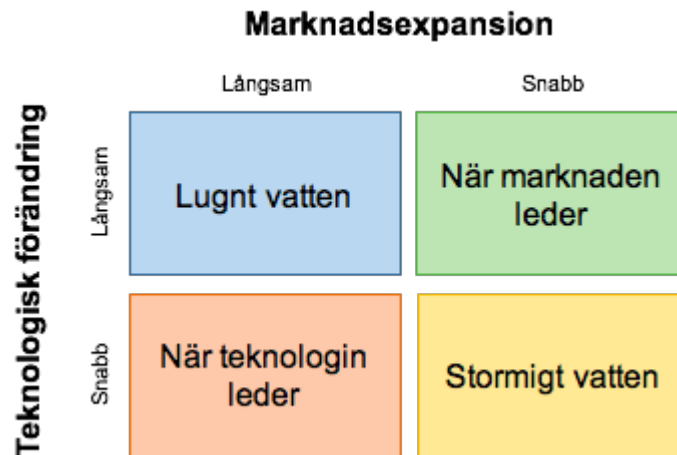 Marknadsexpansion
Långsam
Snabb
Teknologisk förändring
Långsam
Lugnt vatten
När marknaden
leder
Snabb
När teknologin
leder
Stormigt vatten